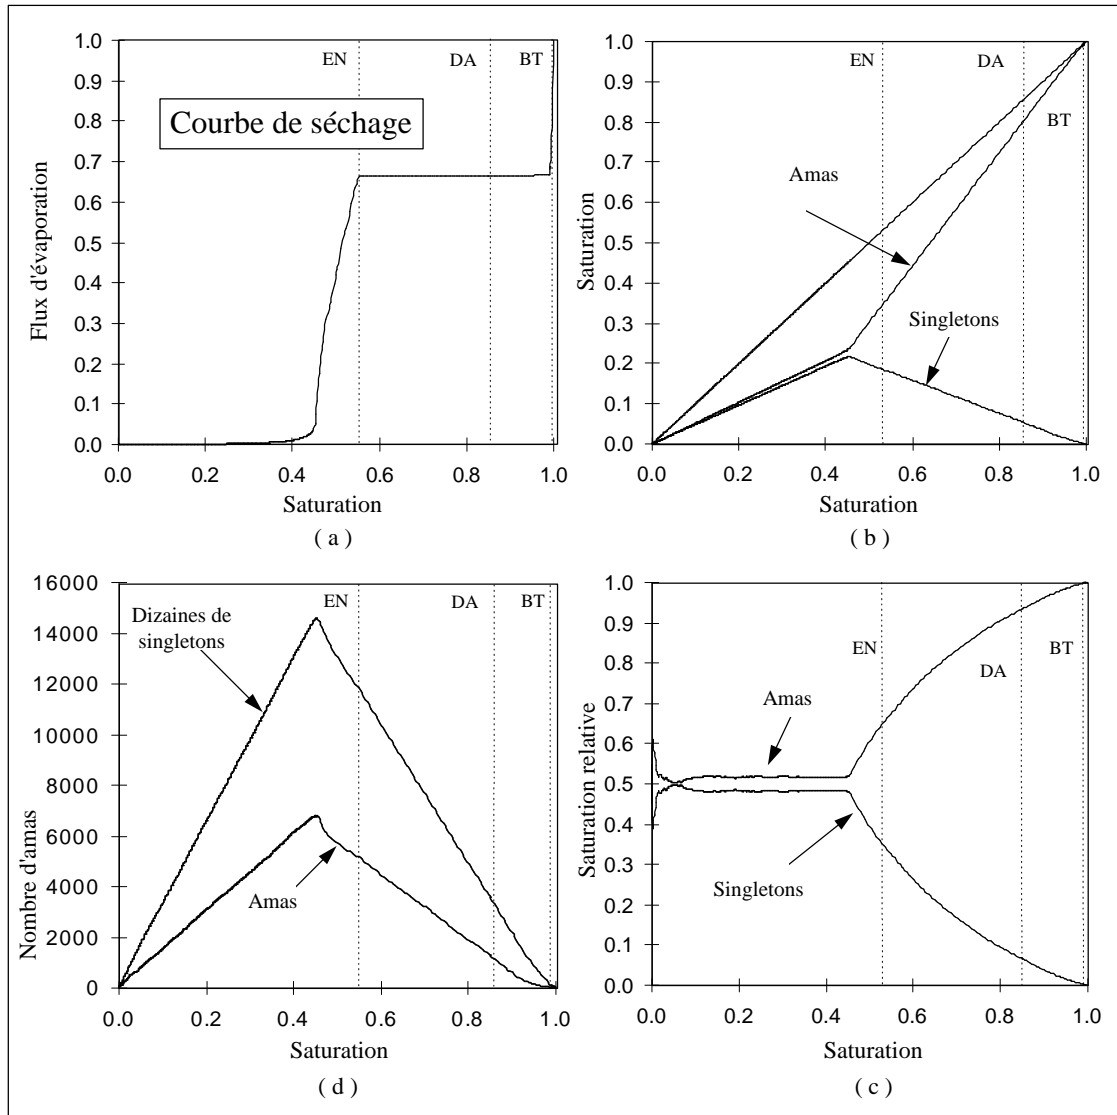 1.0
0.9
0.8
0.7
0.6
0.5
0.4
0.3
0.2
0.1
0.0
Flux d'évaporation
EN
DA
BT
Courbe de séchage
0.0 0.2 0.4 0.6 0.8 1.0
Saturation
( a )
1.0
0.9
0.8
0.7
0.6
0.5
0.4
0.3
0.2
0.1
0.0
Saturation
EN
DA
BT
Amas
Singletons
0.0 0.2 0.4 0.6 0.8 1.0
Saturation
( b )
16000
14000
12000
10000
8000
6000
4000
2000
0
Nombre d'amas
EN
DA
BT
Dizaines de
singletons
Amas
0.0 0.2 0.4 0.6 0.8 1.0
Saturation
( d )
1.0
0.9
0.8
0.7
0.6
0.5
0.4
0.3
0.2
0.1
0.0
Saturation relative
EN
BT
DA
Amas
Singletons
0.0 0.2 0.4 0.6 0.8 1.0
Saturation
( c )